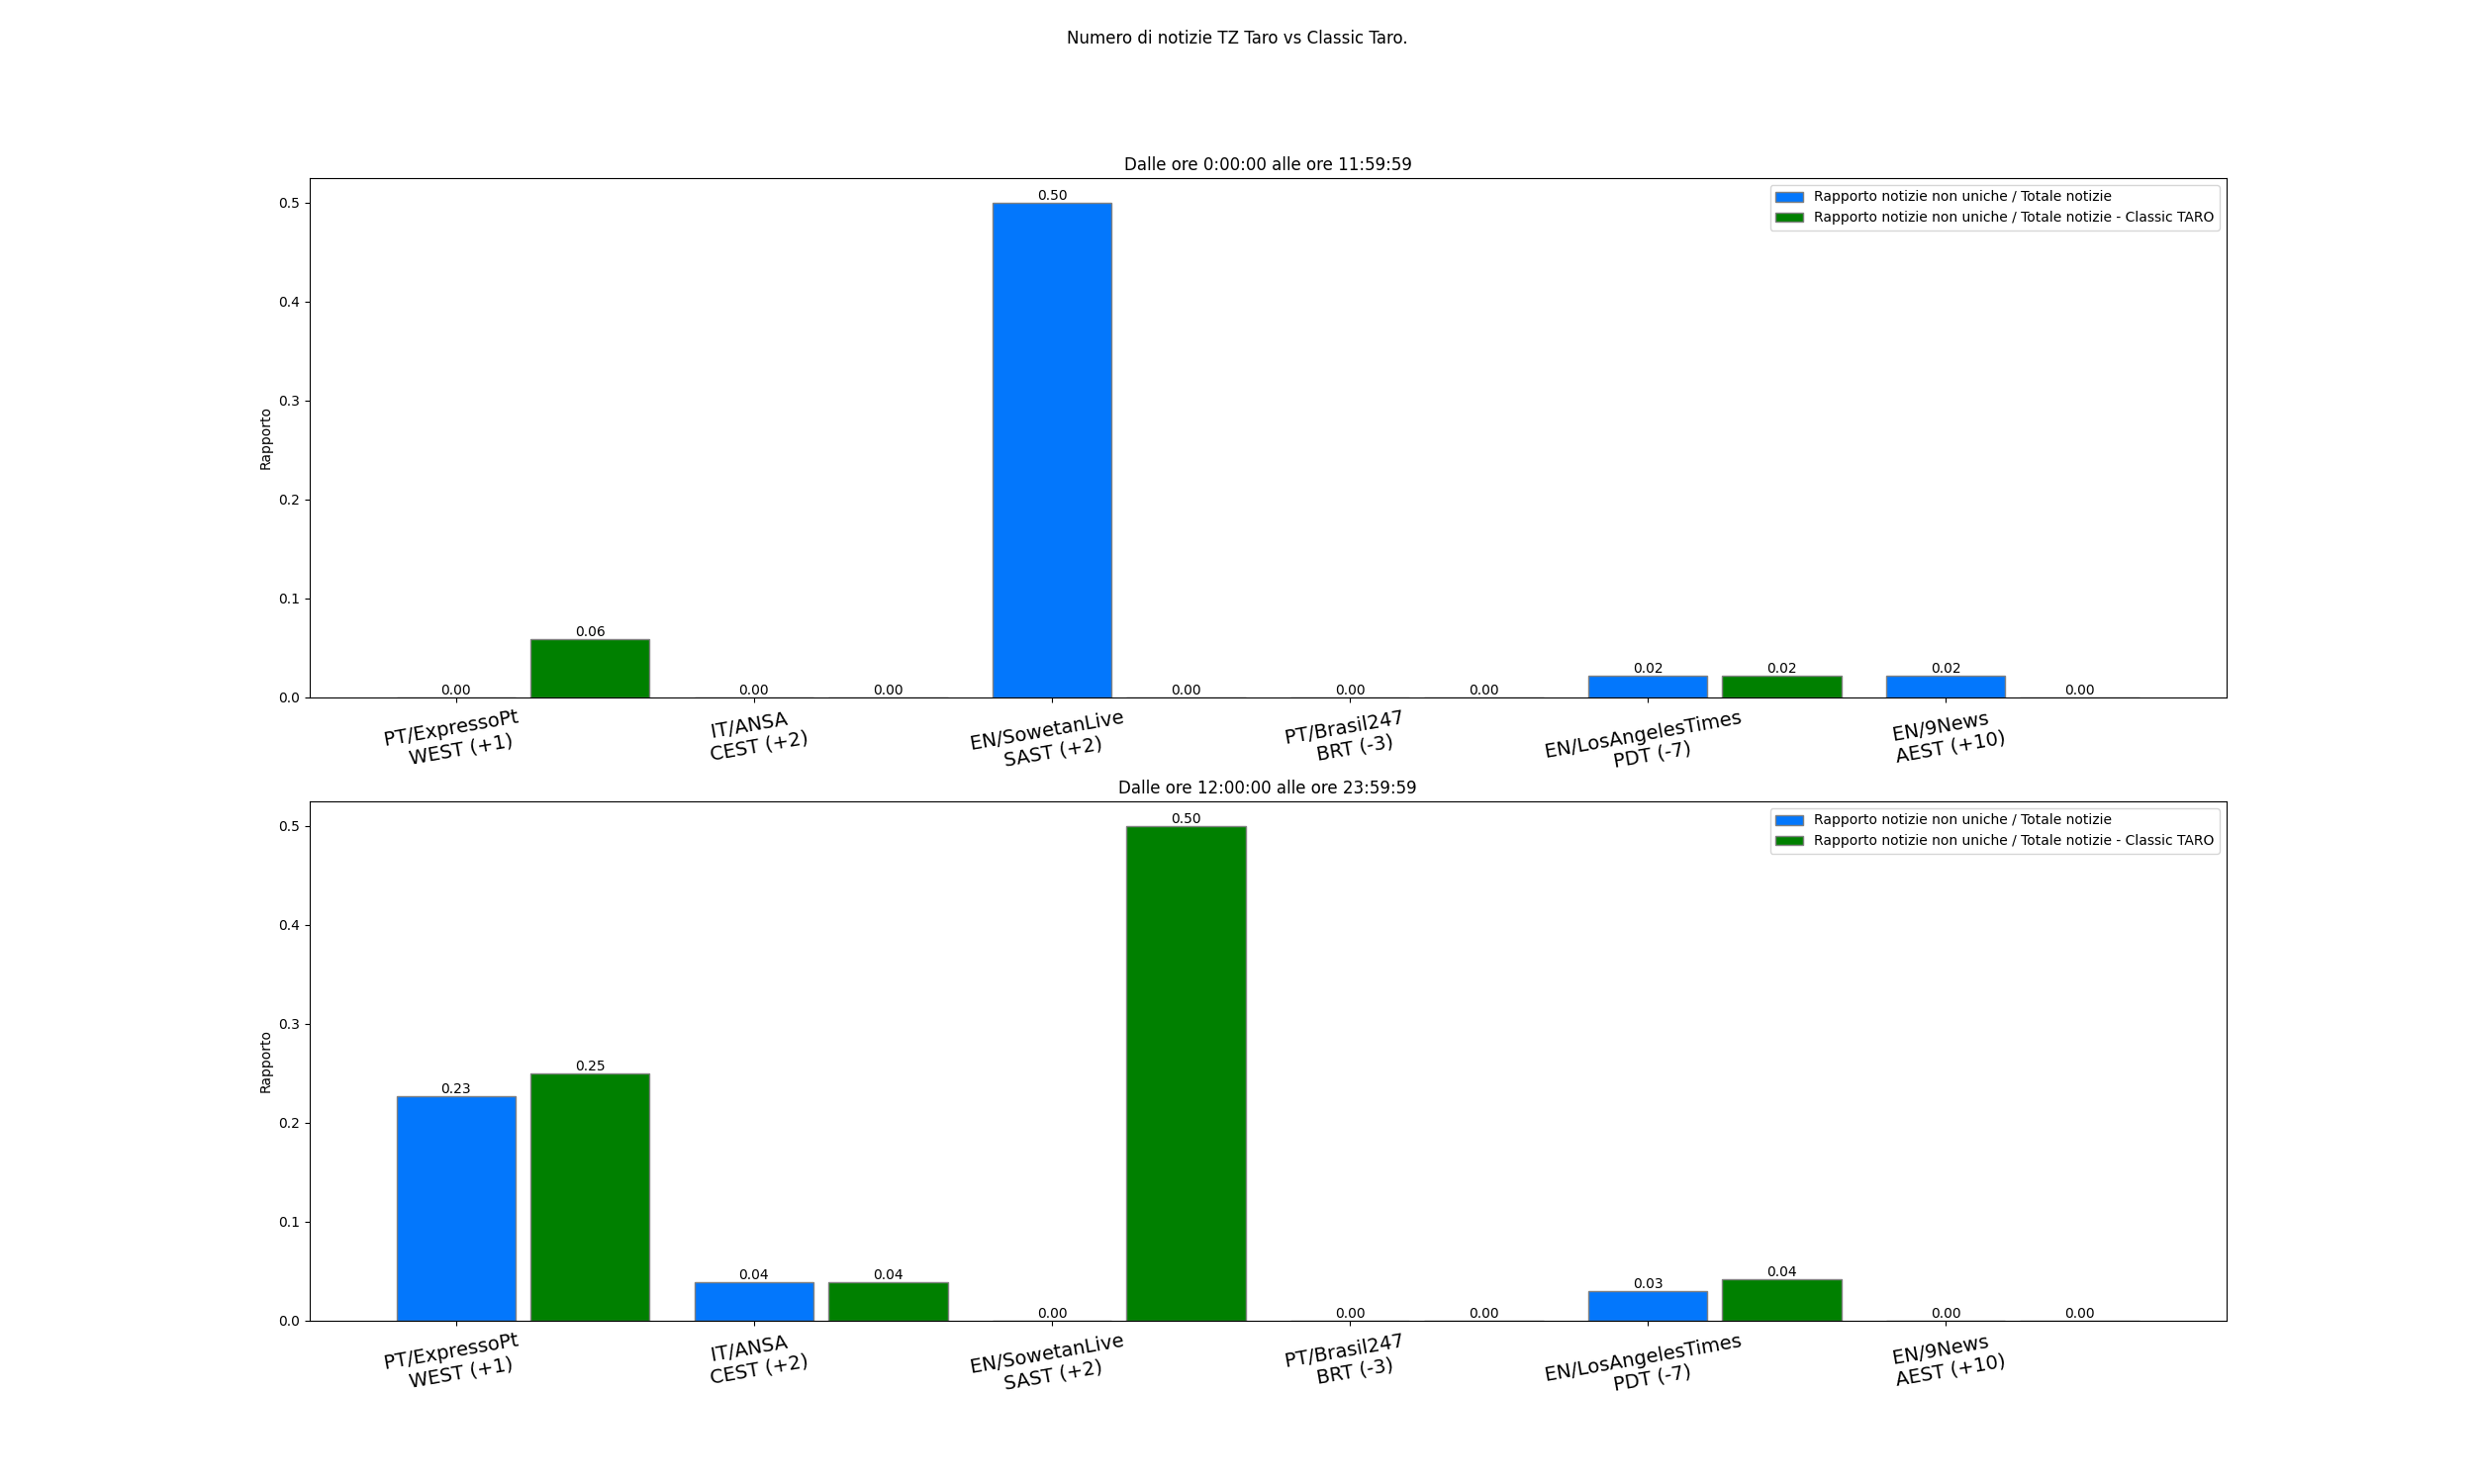 Numero di notizie TZ Taro vs Classic Taro.
Dalle ore 0:00:00 alle ore 11:59:59
Rapporto notizie non uniche / Totale notizie
Rapporto notizie non uniche / Totale notizie - Classic TARO
Rapporto
0.5
0.4
0.3
0.2
0.1
0.0
0.00
0.06
0.00
0.00
0.50
0.00
0.00
0.00
0.02
0.02
0.02
0.00
PT/ExpressoPt
WEST (+1)
IT/ANSA
CEST (+2)
EN/SowetanLive
SAST (+2)
PT/Brasil247
BRT (-3)
EN/LosAngelesTimes
PDT (-7)
EN/9News
AEST (+10)
Dalle ore 12:00:00 alle ore 23:59:59
Rapporto notizie non uniche / Totale notizie
Rapporto notizie non uniche / Totale notizie - Classic TARO
Rapporto
0.5
0.4
0.3
0.2
0.1
0.0
0.23
0.25
0.04
0.04
0.00
0.50
0.00
0.00
0.03
0.04
0.00
0.00
PT/ExpressoPt
WEST (+1)
IT/ANSA
CEST (+2)
EN/SowetanLive
SAST (+2)
PT/Brasil247
BRT (-3)
EN/LosAngelesTimes
PDT (-7)
EN/9News
AEST (+10)